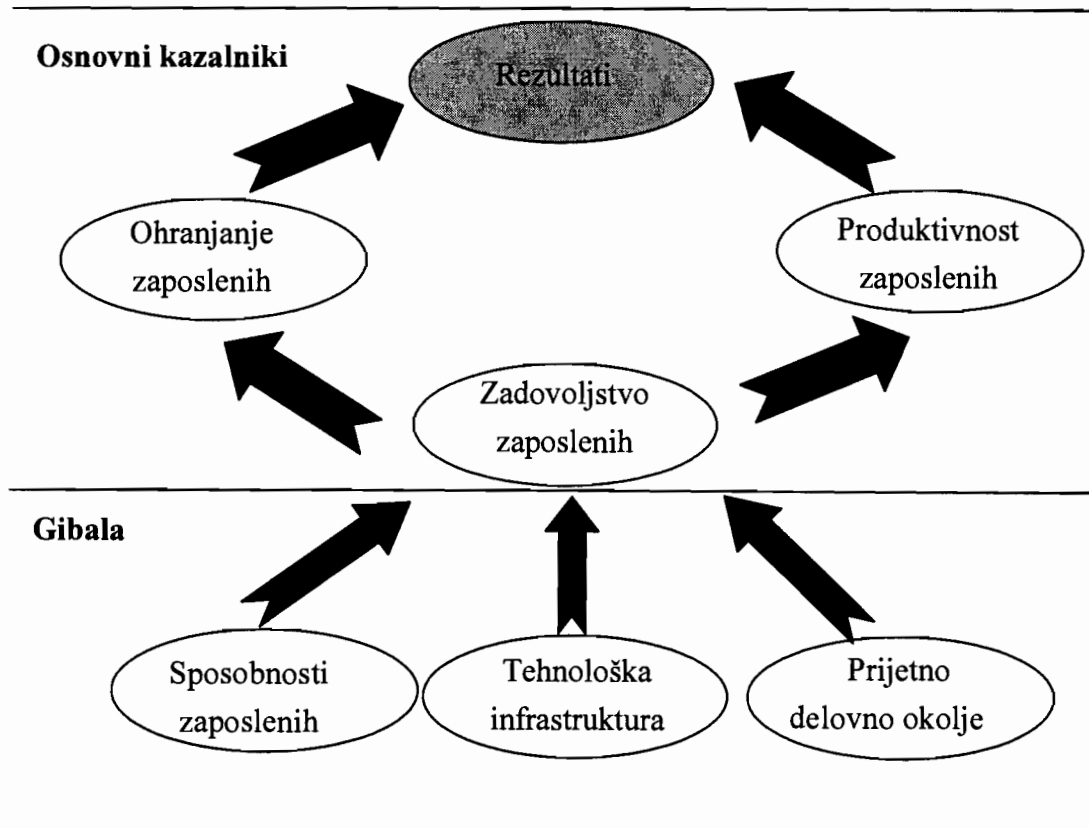 Osnovni kazalniki
Rezultati
Ohranjanje
zaposlenih
Produktivnost
zaposlenih
Zadovoljstvo
zaposlenih
Gibala
Sposobnosti
zaposlenih
Tehnološka
infrastruktura
Prijetno
delovno okolje